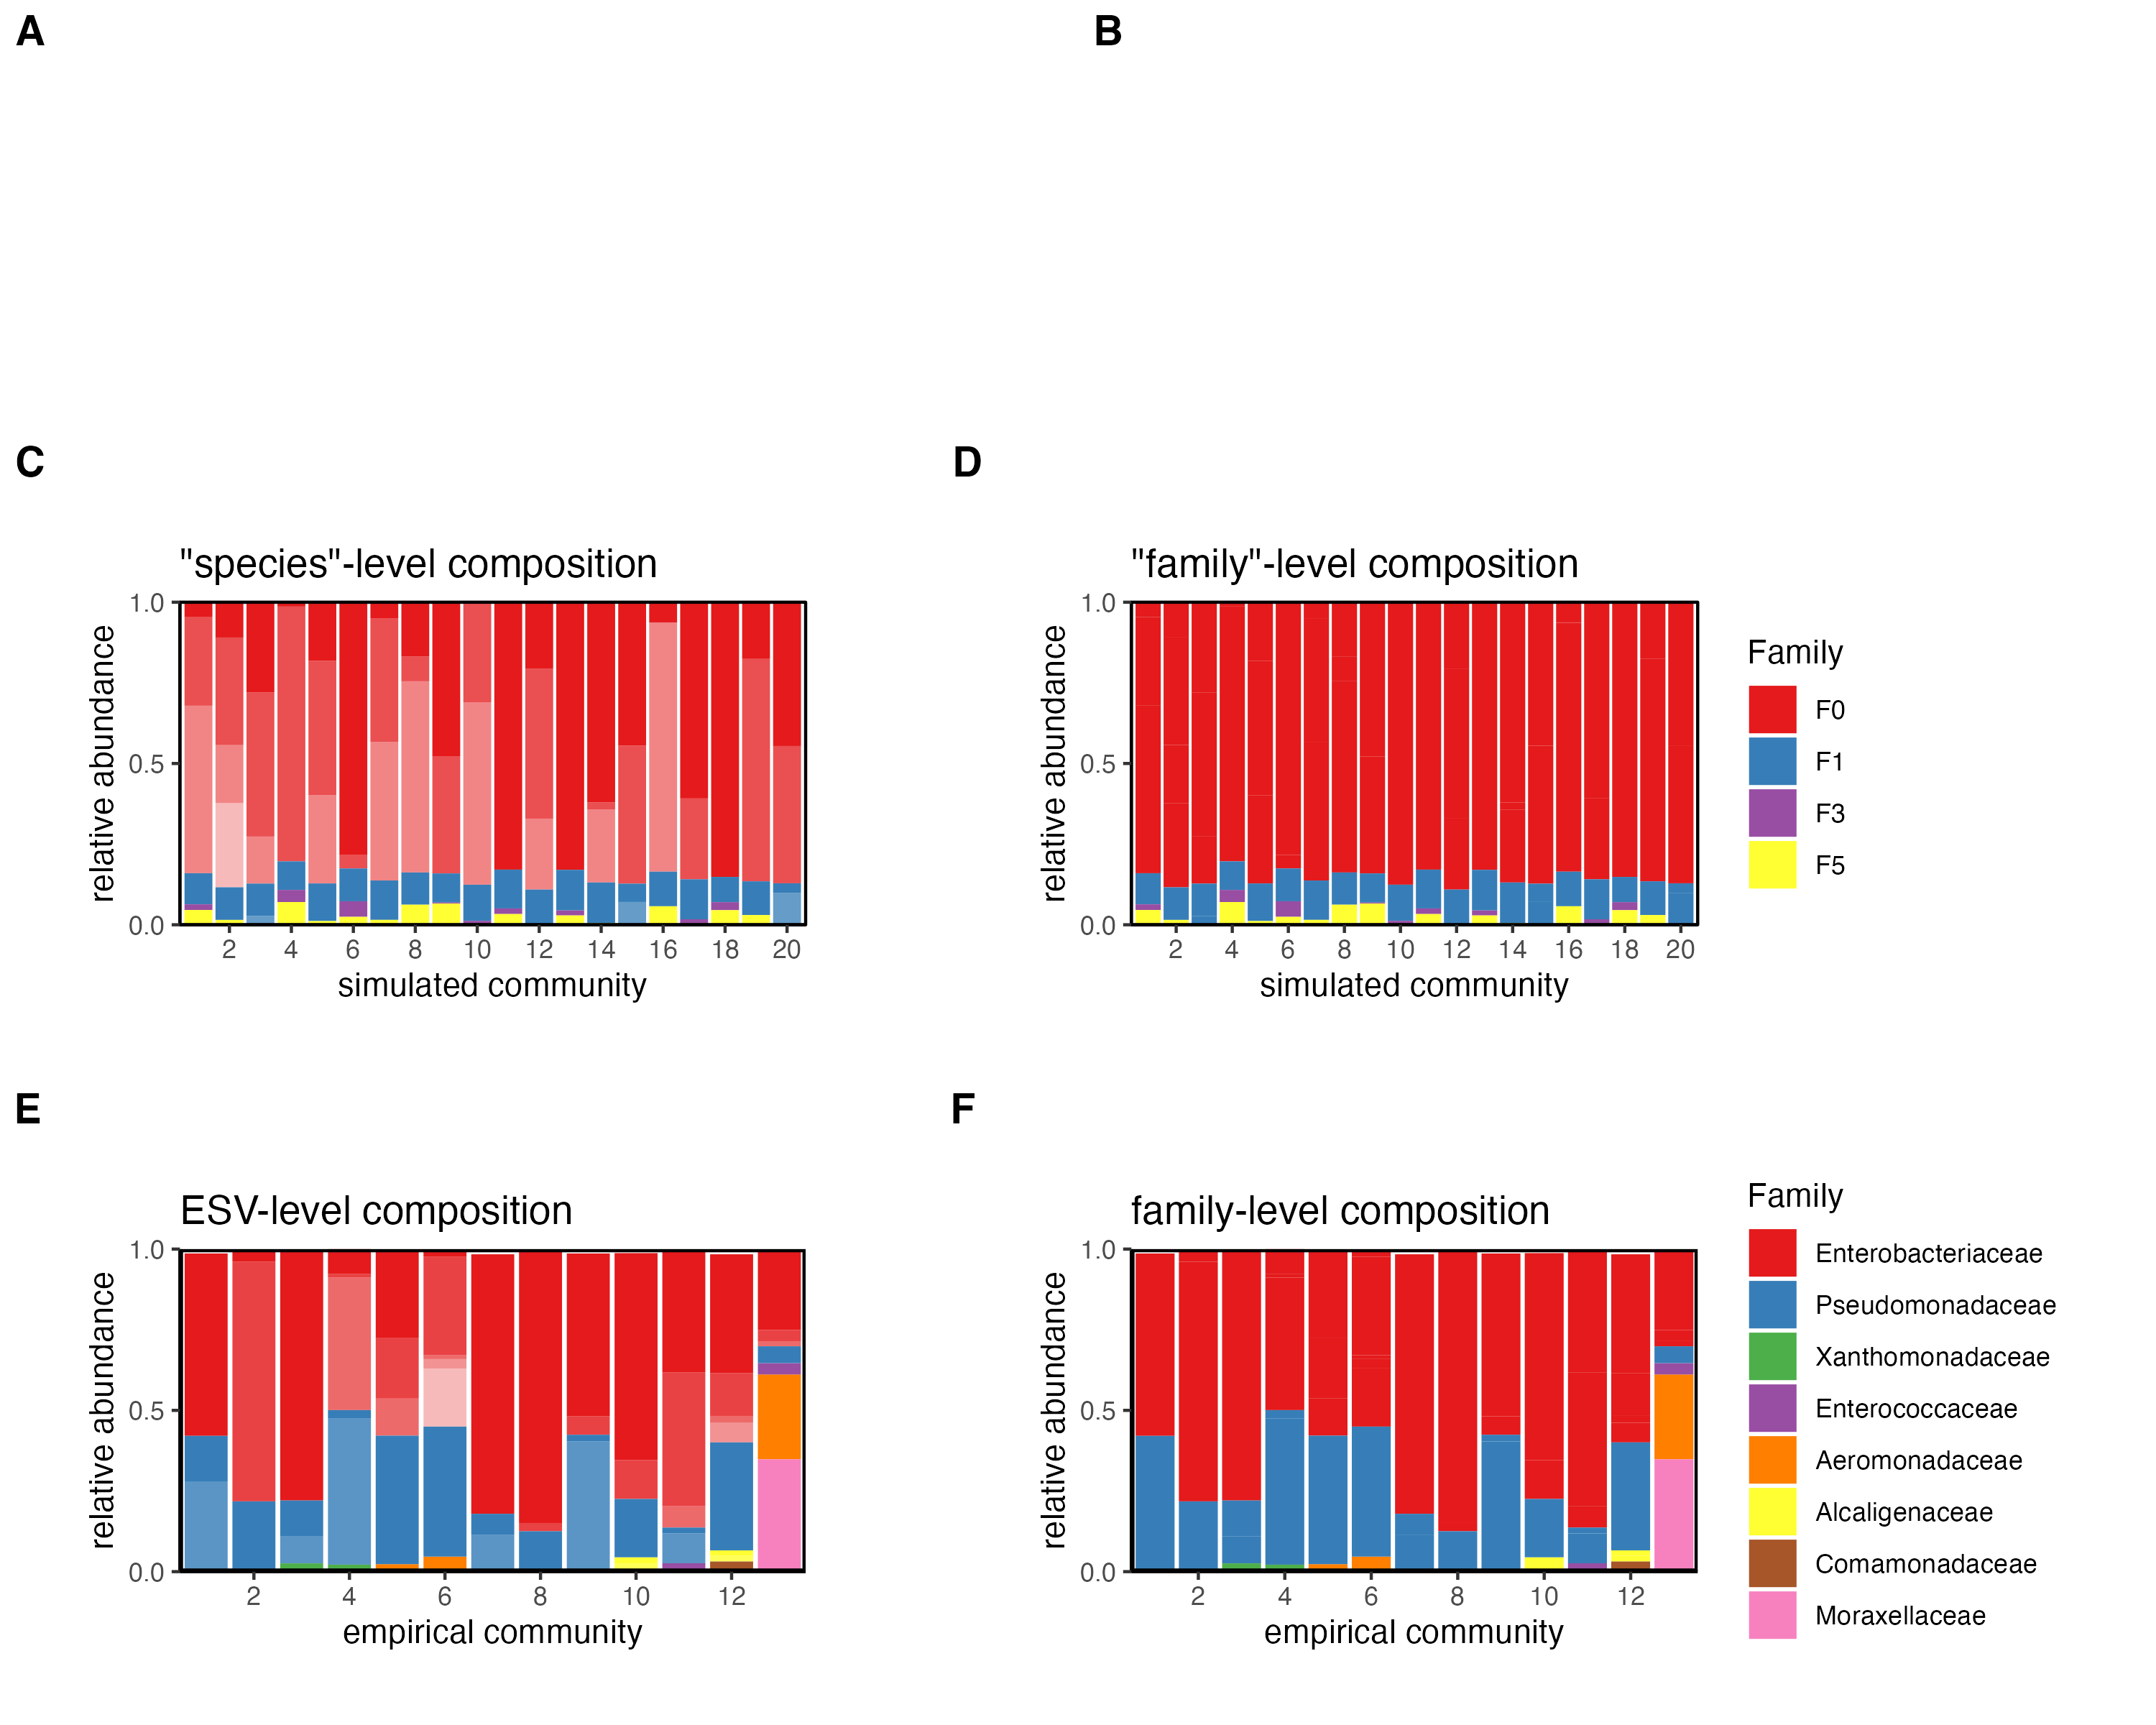 A
B
C
D
"species"-level composition
1.0
0.5
0.0
relative abundance
2 4 6 8 10 12 14 16 18 20
simulated community
"family"-level composition
1.0
0.5
0.0
relative abundance
2 4 6 8 10 12 14 16 18 20
simulated community
Family
F0
F1
F3
F5
E
F
ESV-level composition
1.0
0.5
0.0
relative abundance
2 4 6 8 10 12
empirical community
family-level composition
1.0
0.5
0.0
relative abundance
2 4 6 8 10 12
empirical community
Family
Enterobacteriaceae
Pseudomonadaceae
Xanthomonadaceae
Enterococcaceae
Aeromonadaceae
Alcaligenaceae
Comamonadaceae
Moraxellaceae